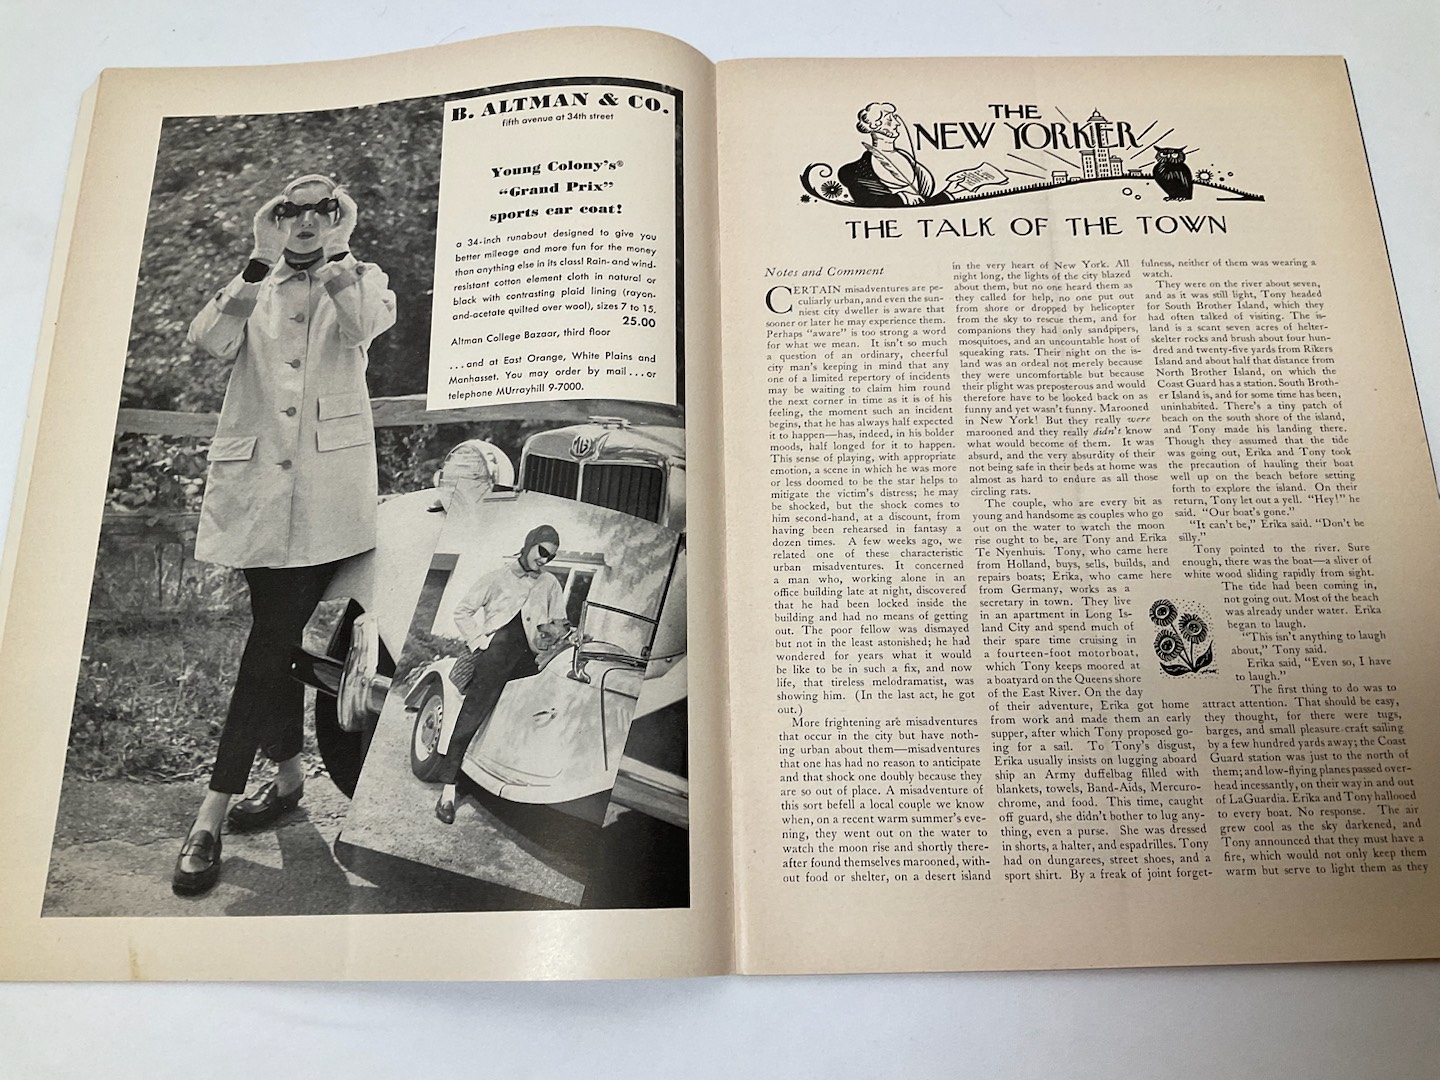 B. ALTMAN & CO.
fifth avenue at 34th street
Young Colony's®
“Grand Prix”
sports car coat!
a 34-inch runabout designed to give you
better mileage and more fun for the money
than anything else in its class! Rain- and wind-
resistant cotton element cloth in natural or
black with contrasting plaid lining (rayon-
and-acetate quilted over wool), sizes 7 to 15.
25.00
Altman College Bazaar, third floor
...and at East Orange, White Plains and
Manhasset. You may order by mail...or
telephone MUrrayhill 9-7000.
MG
THE
NEW YORKER
THE TALK OF THE TOWN
Notes and Comment
CERTAIN misadventures are pe-
culiarly urban, and even the sun-
niest city dweller is aware that
sooner or later he may experience them.
Perhaps “aware” is too strong a word
for what we mean. It isn't so much
a question of an ordinary, cheerful
city man's keeping in mind that any
one of a limited repertory of incidents
may be waiting to claim him round
the next corner in time as it is of his
feeling, the moment such an incident
begins, that he has always half expected
it to happen—has, indeed, in his bolder
moods, half longed for it to happen.
This sense of playing, with appropriate
emotion, a scene in which he was more
or less doomed to be the star helps to
mitigate the victim's distress; he may
be shocked, but the shock comes to
him second-hand, at a discount, from
having been rehearsed in fantasy a
dozen times. A few weeks ago, we
related one of these characteristic
urban misadventures. It concerned
a man who, working alone in an
office building late at night, discovered
that he had been locked inside the
building and had no means of getting
out. The poor fellow was dismayed
but not in the least astonished; he had
wondered for years what it would
be like to be in such a fix, and now
life, that tireless melodramatist, was
showing him. (In the last act, he got
out.)
More frightening are misadventures
that occur in the city but have noth-
ing urban about them—misadventures
that one has had no reason to anticipate
and that shock one doubly because they
are so out of place. A misadventure of
this sort befell a local couple we know
when, on a recent warm summer's eve-
ning, they went out on the water to
watch the moon rise and shortly there-
after found themselves marooned, with-
out food or shelter, on a desert island
in the very heart of New York. All
night long, the lights of the city blazed
about them, but no one heard them as
they called for help, no one put out
from shore or dropped by helicopter
from the sky to rescue them, and for
companions they had only sandpipers,
mosquitoes, and an uncountable host of
squeaking rats. Their night on the is-
land was an ordeal not merely because
they were uncomfortable but because
their plight was preposterous and would
therefore have to be looked back on as
funny and yet wasn't funny. Marooned
in New York! But they really were
marooned and they really didn't know
what would become of them. It was
absurd, and the very absurdity of their
not being safe in their beds at home was
almost as hard to endure as all those
circling rats.
The couple, who are every bit as
young and handsome as couples who go
out on the water to watch the moon
rise ought to be, are Tony and Erika
Te Nyenhuis. Tony, who came here
from Holland, buys, sells, builds, and
repairs boats; Erika, who came here
from Germany, works as a
secretary in town. They live
in an apartment in Long Is-
land City and spend much of
their spare time cruising in
a fourteen-foot motorboat,
which Tony keeps moored at
a boatyard on the Queens shore
of the East River. On the day
of their adventure, Erika got home
from work and made them an early
supper, after which Tony proposed go-
ing for a sail. To Tony's disgust,
Erika usually insists on lugging aboard
ship an Army duffelbag filled with
blankets, towels, Band-Aids, Mercuro-
chrome, and food. This time, caught
off guard, she didn't bother to lug any-
thing, even a purse. She was dressed
in shorts, a halter, and espadrilles. Tony
had on dungarees, street shoes, and a
sport shirt. By a freak of joint forget-
fulness, neither of them was wearing a
watch.
They were on the river about seven,
and as it was still light, Tony headed
for South Brother Island, which they
had often talked of visiting. The is-
land is a scant seven acres of helter-
skelter rocks and brush about four hun-
dred and twenty-five yards from Rikers
Island and about half that distance from
North Brother Island, on which the
Coast Guard has a station. South Broth-
er Island is, and for some time has been,
uninhabited. There's a tiny patch of
beach on the south shore of the island,
and Tony made his landing there.
Though they assumed that the tide
was going out, Erika and Tony took
the precaution of hauling their boat
well up on the beach before setting
forth to explore the island. On their
return, Tony let out a yell. “Hey!” he
said. “Our boat's gone.”
“It can't be,” Erika said. “Don't be
silly.”
Tony pointed to the river. Sure
enough, there was the boat—a sliver of
white wood sliding rapidly from sight.
The tide had been coming in,
not going out. Most of the beach
was already under water. Erika
began to laugh.
“This isn't anything to laugh
about,” Tony said.
Erika said, “Even so, I have
to laugh.”
The first thing to do was to
attract attention. That should be easy,
they thought, for there were tugs,
barges, and small pleasure craft sailing
by a few hundred yards away; the Coast
Guard station was just to the north of
them; and low-flying planes passed over-
head incessantly, on their way in and out
of LaGuardia. Erika and Tony hallooed
to every boat. No response. The air
grew cool as the sky darkened, and
Tony announced that they must have a
fire, which would not only keep them
warm but serve to light them as they